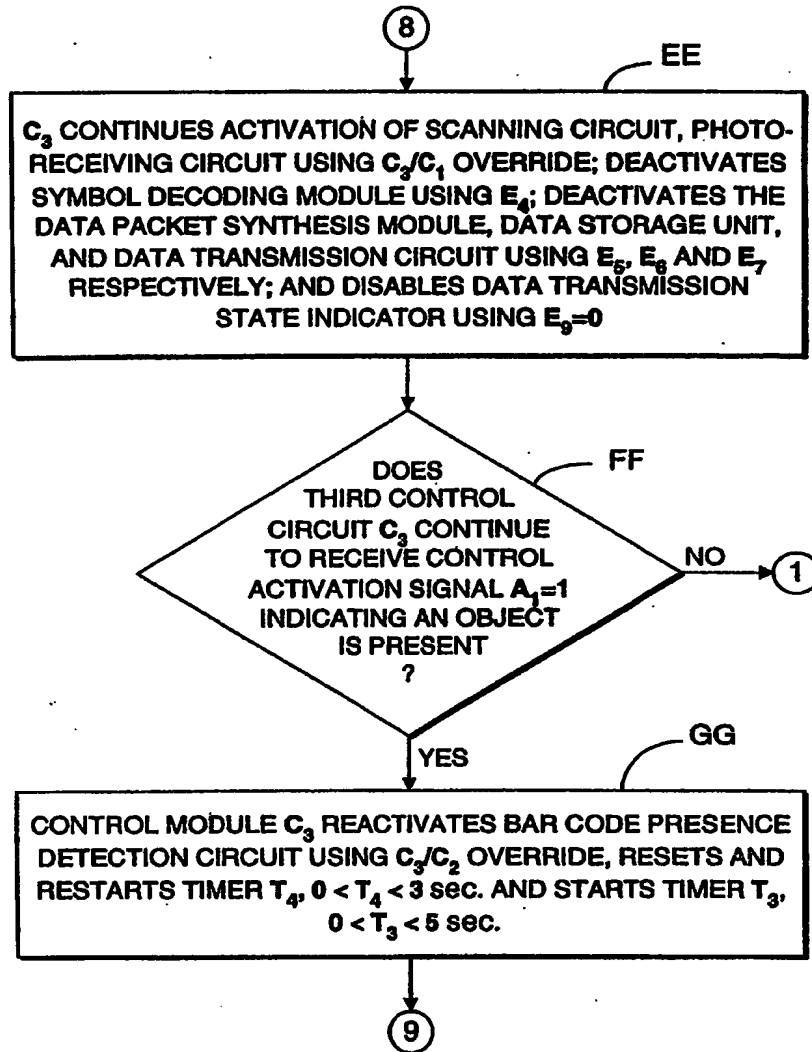 8
EE
C₃ CONTINUES ACTIVATION OF SCANNING CIRCUIT, PHOTO-
RECEIVING CIRCUIT USING C₃/C₁ OVERRIDE; DEACTIVATES
SYMBOL DECODING MODULE USING E₄; DEACTIVATES THE
DATA PACKET SYNTHESIS MODULE, DATA STORAGE UNIT,
AND DATA TRANSMISSION CIRCUIT USING E₅, E₆ AND E₇
RESPECTIVELY; AND DISABLES DATA TRANSMISSION
STATE INDICATOR USING E₉=0
FF
DOES
THIRD CONTROL
CIRCUIT C₃ CONTINUE
TO RECEIVE CONTROL
ACTIVATION SIGNAL A₁=1
INDICATING AN OBJECT
IS PRESENT
?
NO
1
YES
GG
CONTROL MODULE C₃ REACTIVATES BAR CODE PRESENCE
DETECTION CIRCUIT USING C₃/C₂ OVERRIDE, RESETS AND
RESTARTS TIMER T₄, 0 < T₄ < 3 sec. AND STARTS TIMER T₃,
0 < T₃ < 5 sec.
9